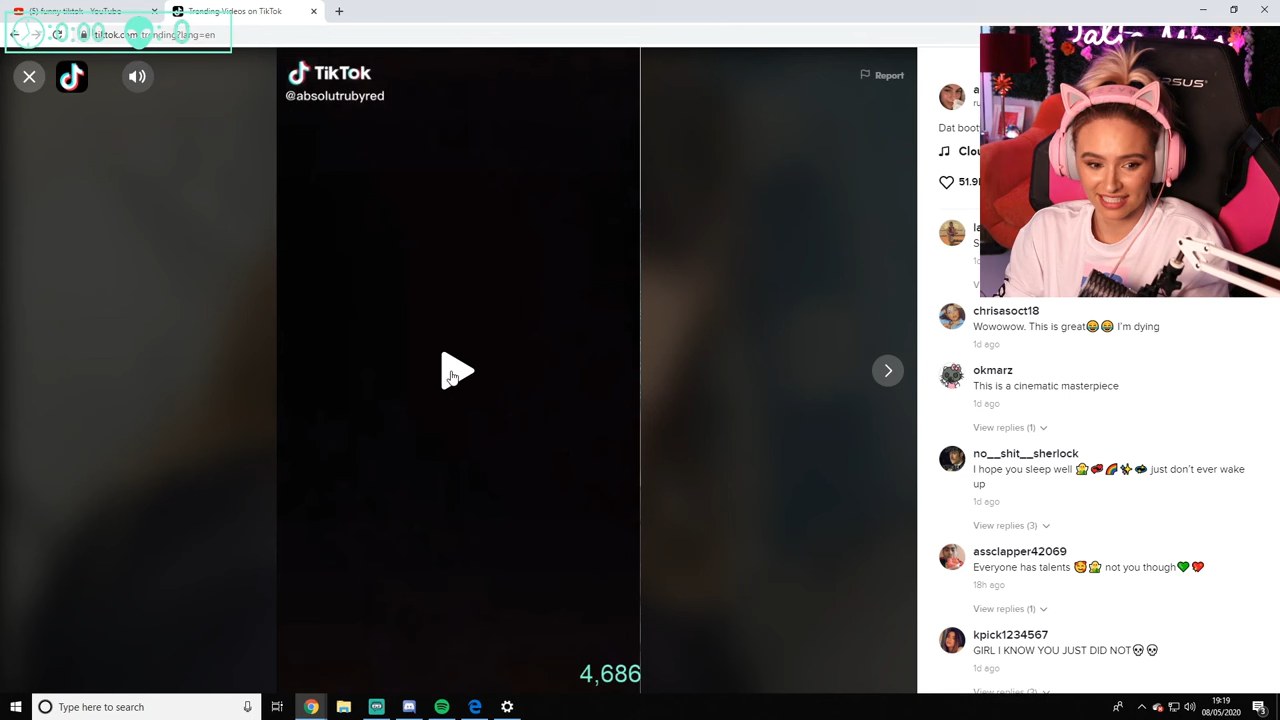 (5) funny tiktok - YouTube
Trending Videos on TikTok
0:00
0
tiktok.com/trending?lang=en
TikTok
@absolutrubyred
Report
Dat boot
Clou
51.9
chrisasoct18
Wowowow. This is great😂😂 I'm dying
1d ago
okmarz
This is a cinematic masterpiece
1d ago
View replies (1)
no__shit__sherlock
I hope you sleep well just don't ever wake
up
1d ago
View replies (3)
assclapper42069
Everyone has talents not you though
18h ago
View replies (1)
kpick1234567
GIRL I KNOW YOU JUST DID NOT💀💀
1d ago
4,686
Type here to search
19:19
08/05/2020
3